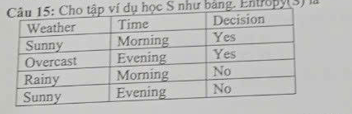 Câu 15: Cho tập ví dụ học S như bảng. Entropy(S) là
Weather Time Decision
Sunny Morning Yes
Overcast Evening Yes
Rainy Morning No
Sunny Evening No